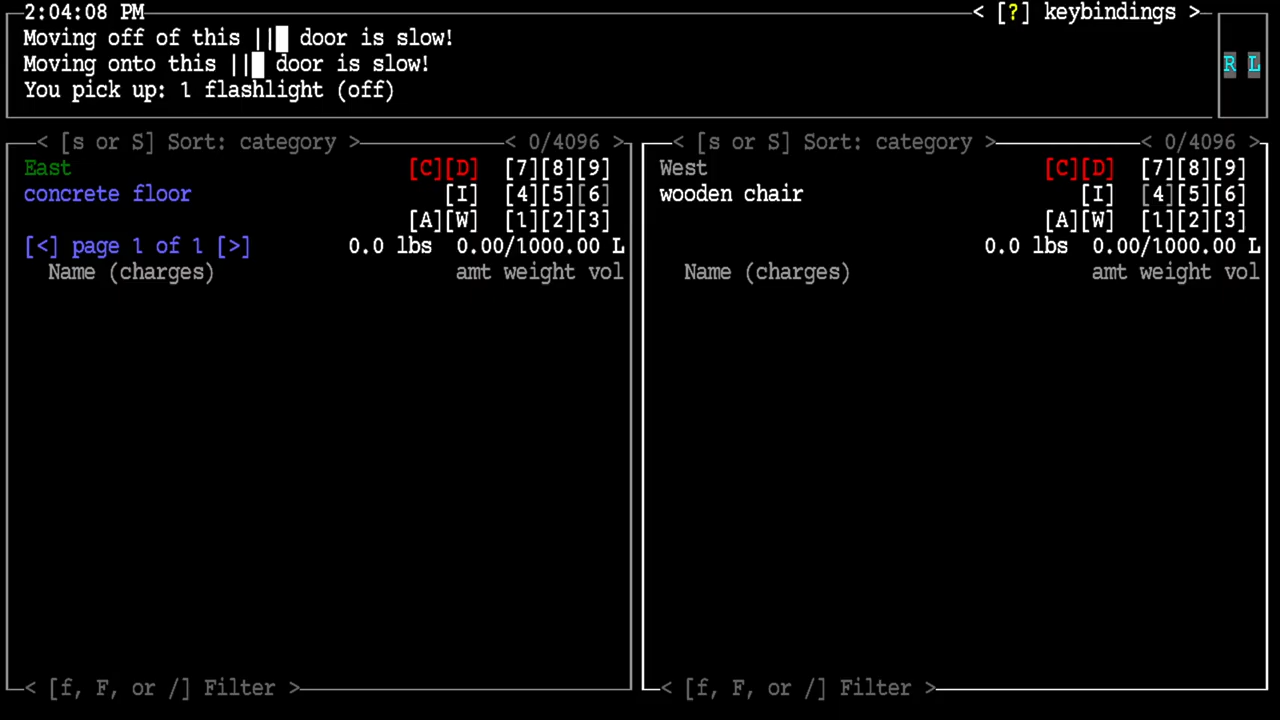 2:04:08 PM
< [?] keybindings >
Moving off of this ||█ door is slow!
Moving onto this ||█ door is slow!
You pick up: 1 flashlight (off)
R L
< [s or S] Sort: category >
< 0/4096 >
East [C][D] [7][8][9]
concrete floor [I] [4][5][6]
[A][W] [1][2][3]
[<] page 1 of 1 [>] 0.0 lbs 0.00/1000.00 L
Name (charges) amt weight vol
< [f, F, or /] Filter >
< [s or S] Sort: category >
< 0/4096 >
West [C][D] [7][8][9]
wooden chair [I] [4][5][6]
[A][W] [1][2][3]
0.0 lbs 0.00/1000.00 L
Name (charges) amt weight vol
< [f, F, or /] Filter >